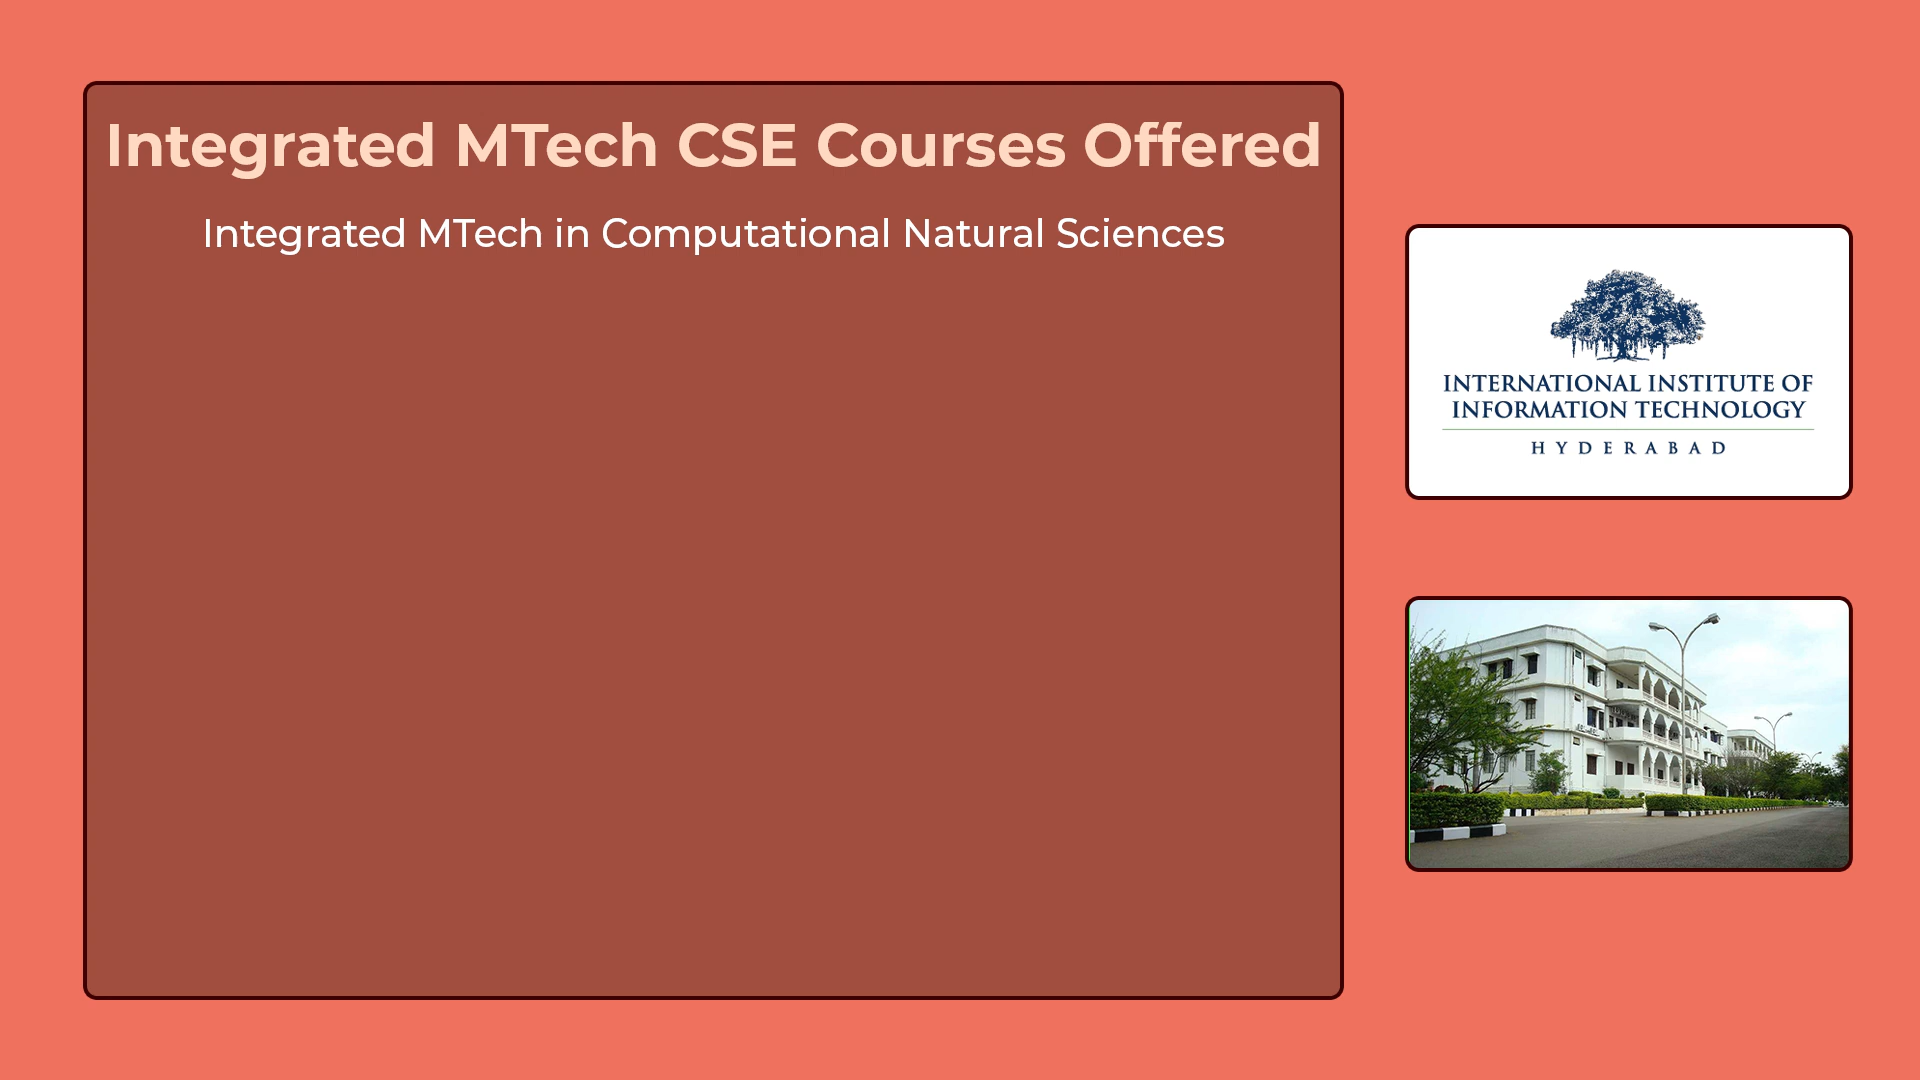 Integrated MTech CSE Courses Offered
Integrated MTech in Computational Natural Sciences
INTERNATIONAL INSTITUTE OF
INFORMATION TECHNOLOGY
HYDERABAD